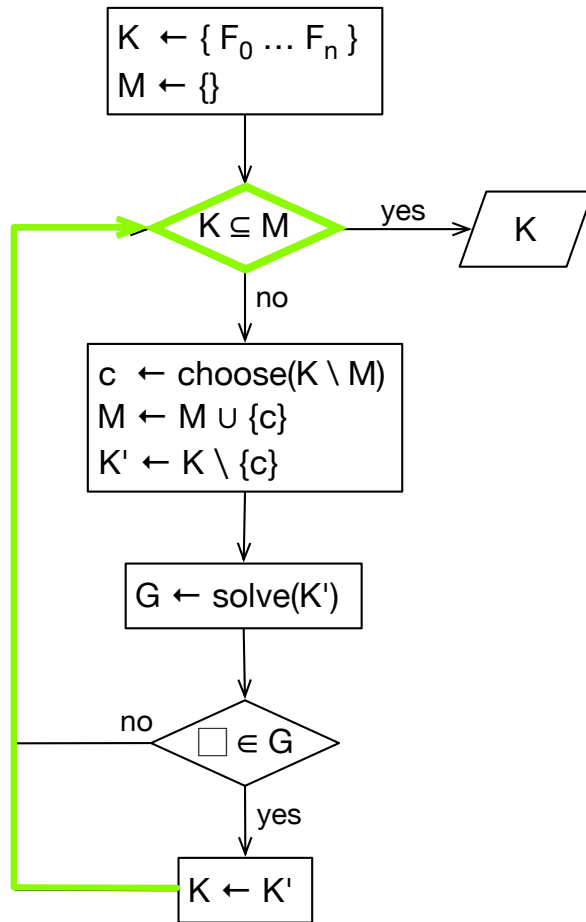 K ← { F₀ … Fₙ }
M ← {}
K ⊆ M
yes
K
no
c ← choose(K \ M)
M ← M ∪ {c}
K' ← K \ {c}
G ← solve(K')
no
□ ∈ G
yes
K ← K'